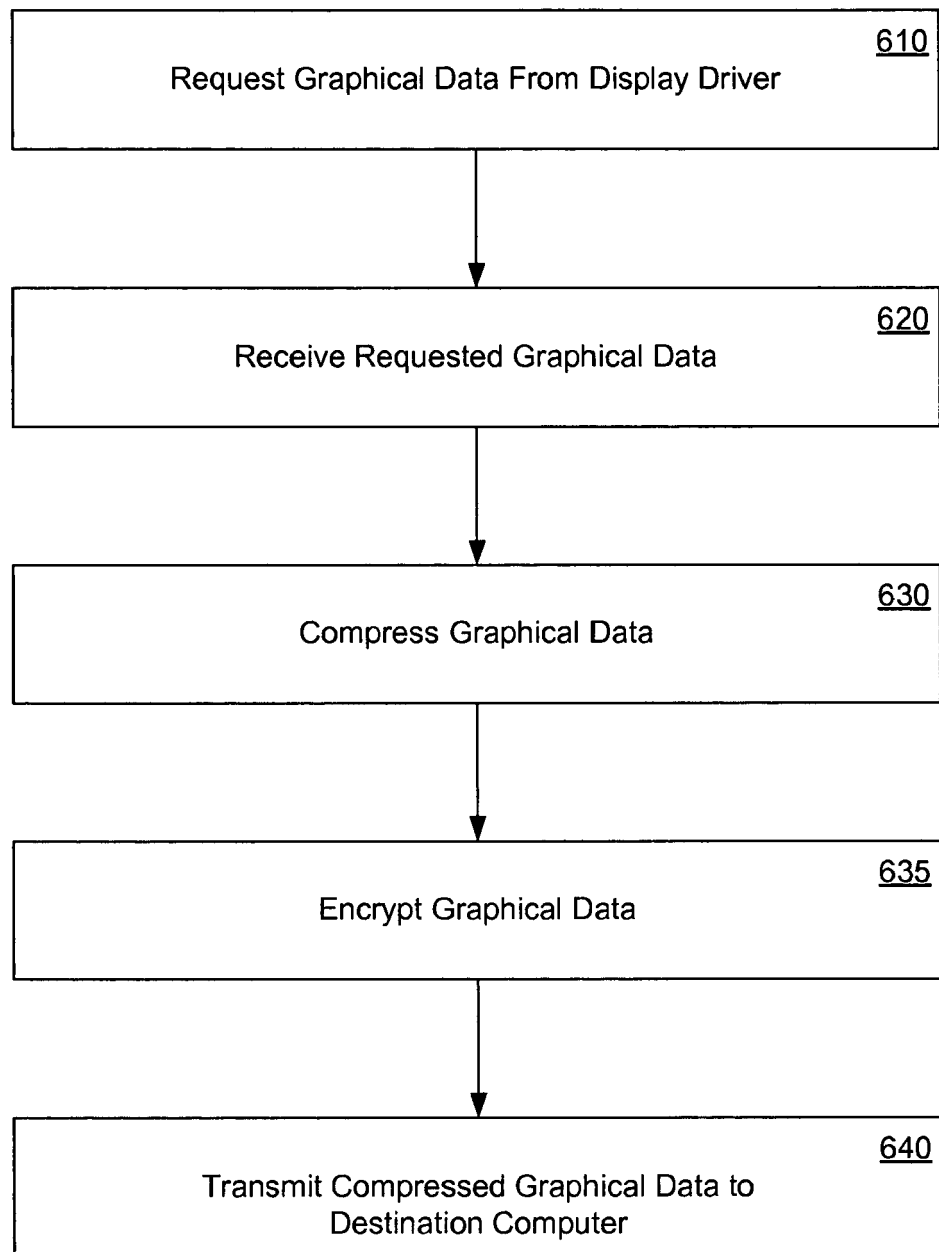 610
Request Graphical Data From Display Driver
620
Receive Requested Graphical Data
630
Compress Graphical Data
635
Encrypt Graphical Data
640
Transmit Compressed Graphical Data to
Destination Computer